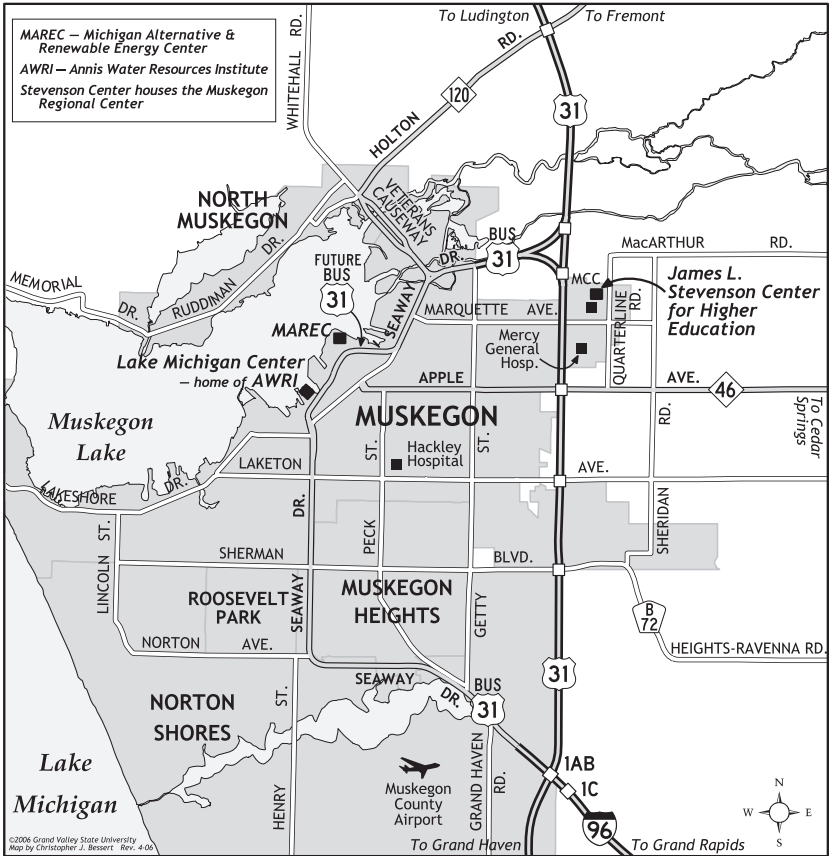 MAREC — Michigan Alternative &
Renewable Energy Center
AWRI — Annis Water Resources Institute
Stevenson Center houses the Muskegon
Regional Center
WHITEHALL RD.
To Ludington
To Fremont
HOLTON RD.
120
31
NORTH
MUSKEGON
VETERANS
CAUSEWAY
MEMORIAL DR.
RUDDIMAN DR.
FUTURE
BUS
31
SEAWAY DR.
BUS
31
MacARTHUR RD.
MCC
James L.
Stevenson Center
for Higher
Education
MARQUETTE AVE.
QUARTERLINE RD.
MAREC
Mercy
General
Hosp.
Lake Michigan Center
— home of AWRI
APPLE AVE.
46
To Cedar
Springs
Muskegon
Lake
MUSKEGON
Hackley
Hospital
LAKETON AVE.
LAKESHORE DR.
PECK ST.
GETTY ST.
SHERIDAN RD.
LINCOLN ST.
SEAWAY DR.
SHERMAN BLVD.
ROOSEVELT
PARK
MUSKEGON
HEIGHTS
B
72
HEIGHTS-RAVENNA RD.
NORTON AVE.
SEAWAY DR.
BUS
31
31
NORTON
SHORES
HENRY ST.
GRAND HAVEN RD.
Muskegon
County
Airport
1AB
1C
96
Lake
Michigan
To Grand Haven
To Grand Rapids
N
W E
S
©2006 Grand Valley State University
Map by Christopher J. Bessert Rev. 4-06